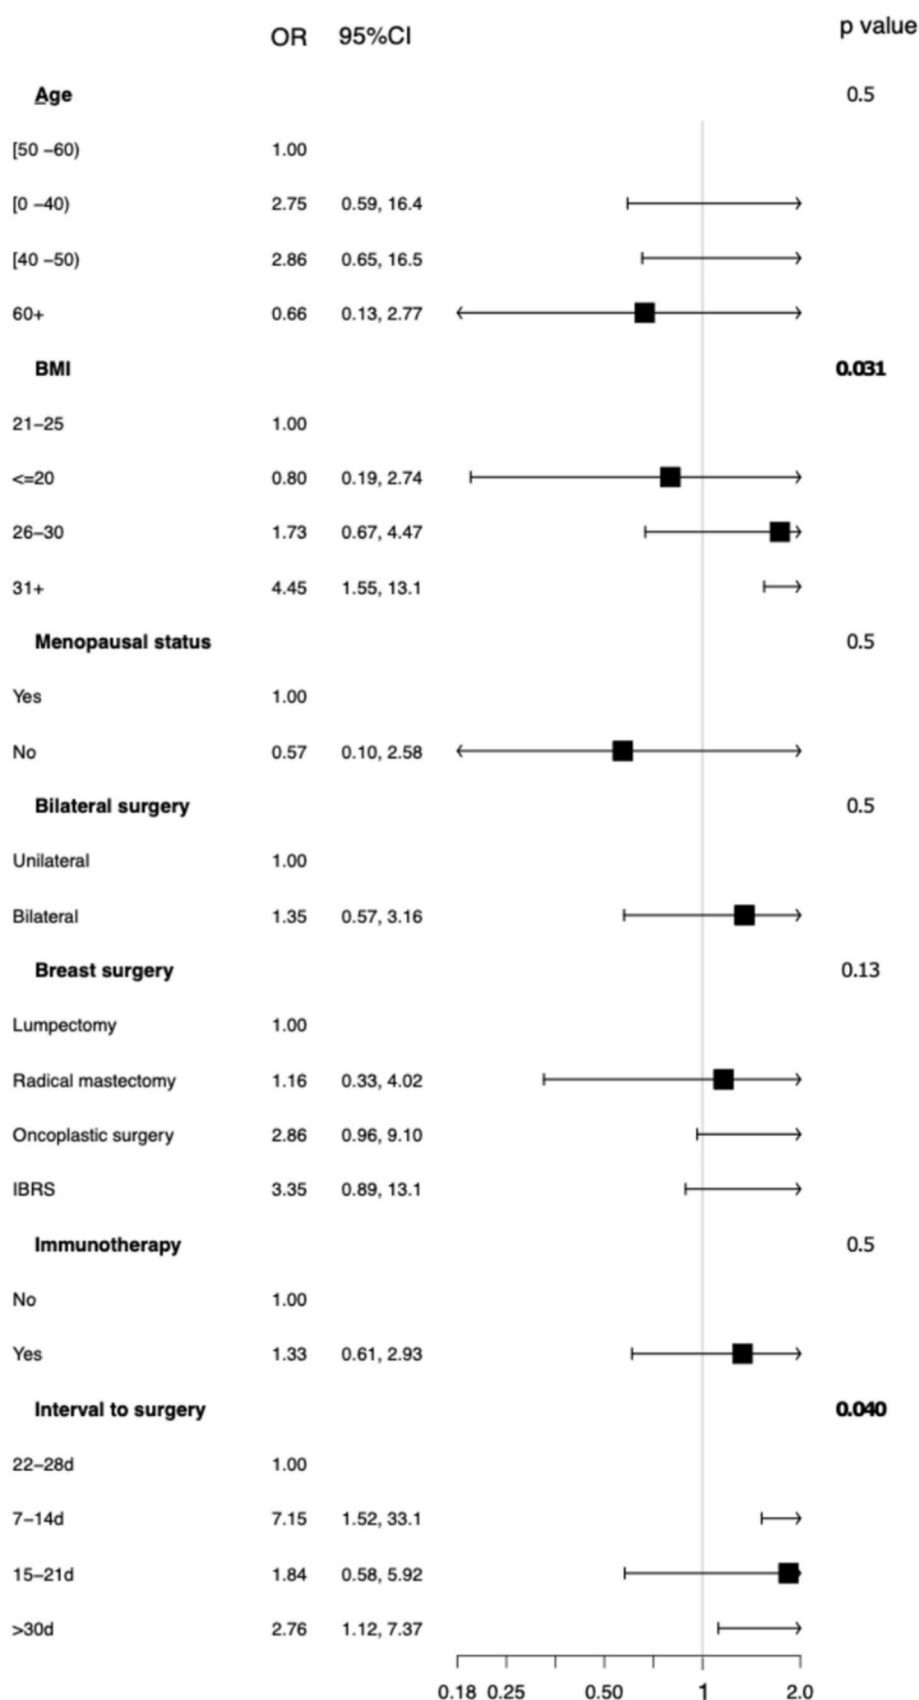 OR 95%CI p value
Age 0.5
[50 –60) 1.00
[0 –40) 2.75 0.59, 16.4
[40 –50) 2.86 0.65, 16.5
60+ 0.66 0.13, 2.77
BMI 0.031
21–25 1.00
<=20 0.80 0.19, 2.74
26–30 1.73 0.67, 4.47
31+ 4.45 1.55, 13.1
Menopausal status 0.5
Yes 1.00
No 0.57 0.10, 2.58
Bilateral surgery 0.5
Unilateral 1.00
Bilateral 1.35 0.57, 3.16
Breast surgery 0.13
Lumpectomy 1.00
Radical mastectomy 1.16 0.33, 4.02
Oncoplastic surgery 2.86 0.96, 9.10
IBRS 3.35 0.89, 13.1
Immunotherapy 0.5
No 1.00
Yes 1.33 0.61, 2.93
Interval to surgery 0.040
22–28d 1.00
7–14d 7.15 1.52, 33.1
15–21d 1.84 0.58, 5.92
>30d 2.76 1.12, 7.37
0.18 0.25 0.50 1 2.0